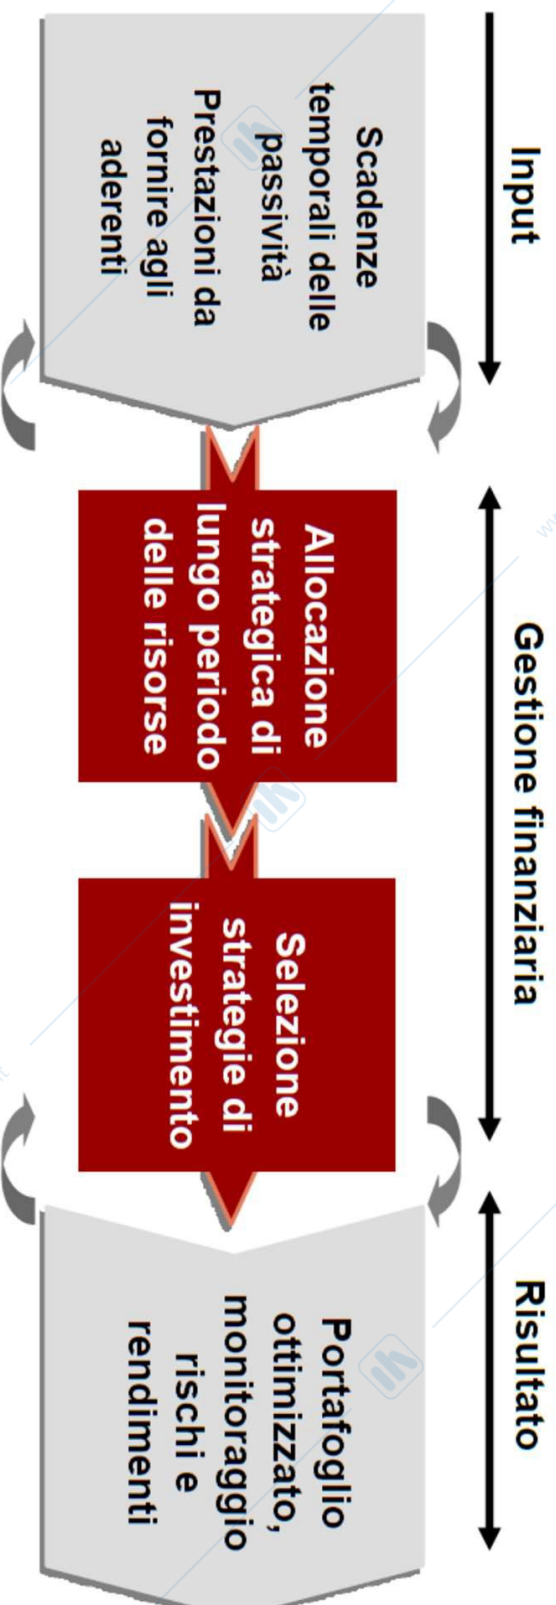 Input
Gestione finanziaria
Risultato
Scadenze
temporali delle
passività
Prestazioni da
fornire agli
aderenti
Allocazione
strategica di
lungo periodo
delle risorse
Selezione
strategie di
investimento
Portafoglio
ottimizzato,
monitoraggio
rischi e
rendimenti